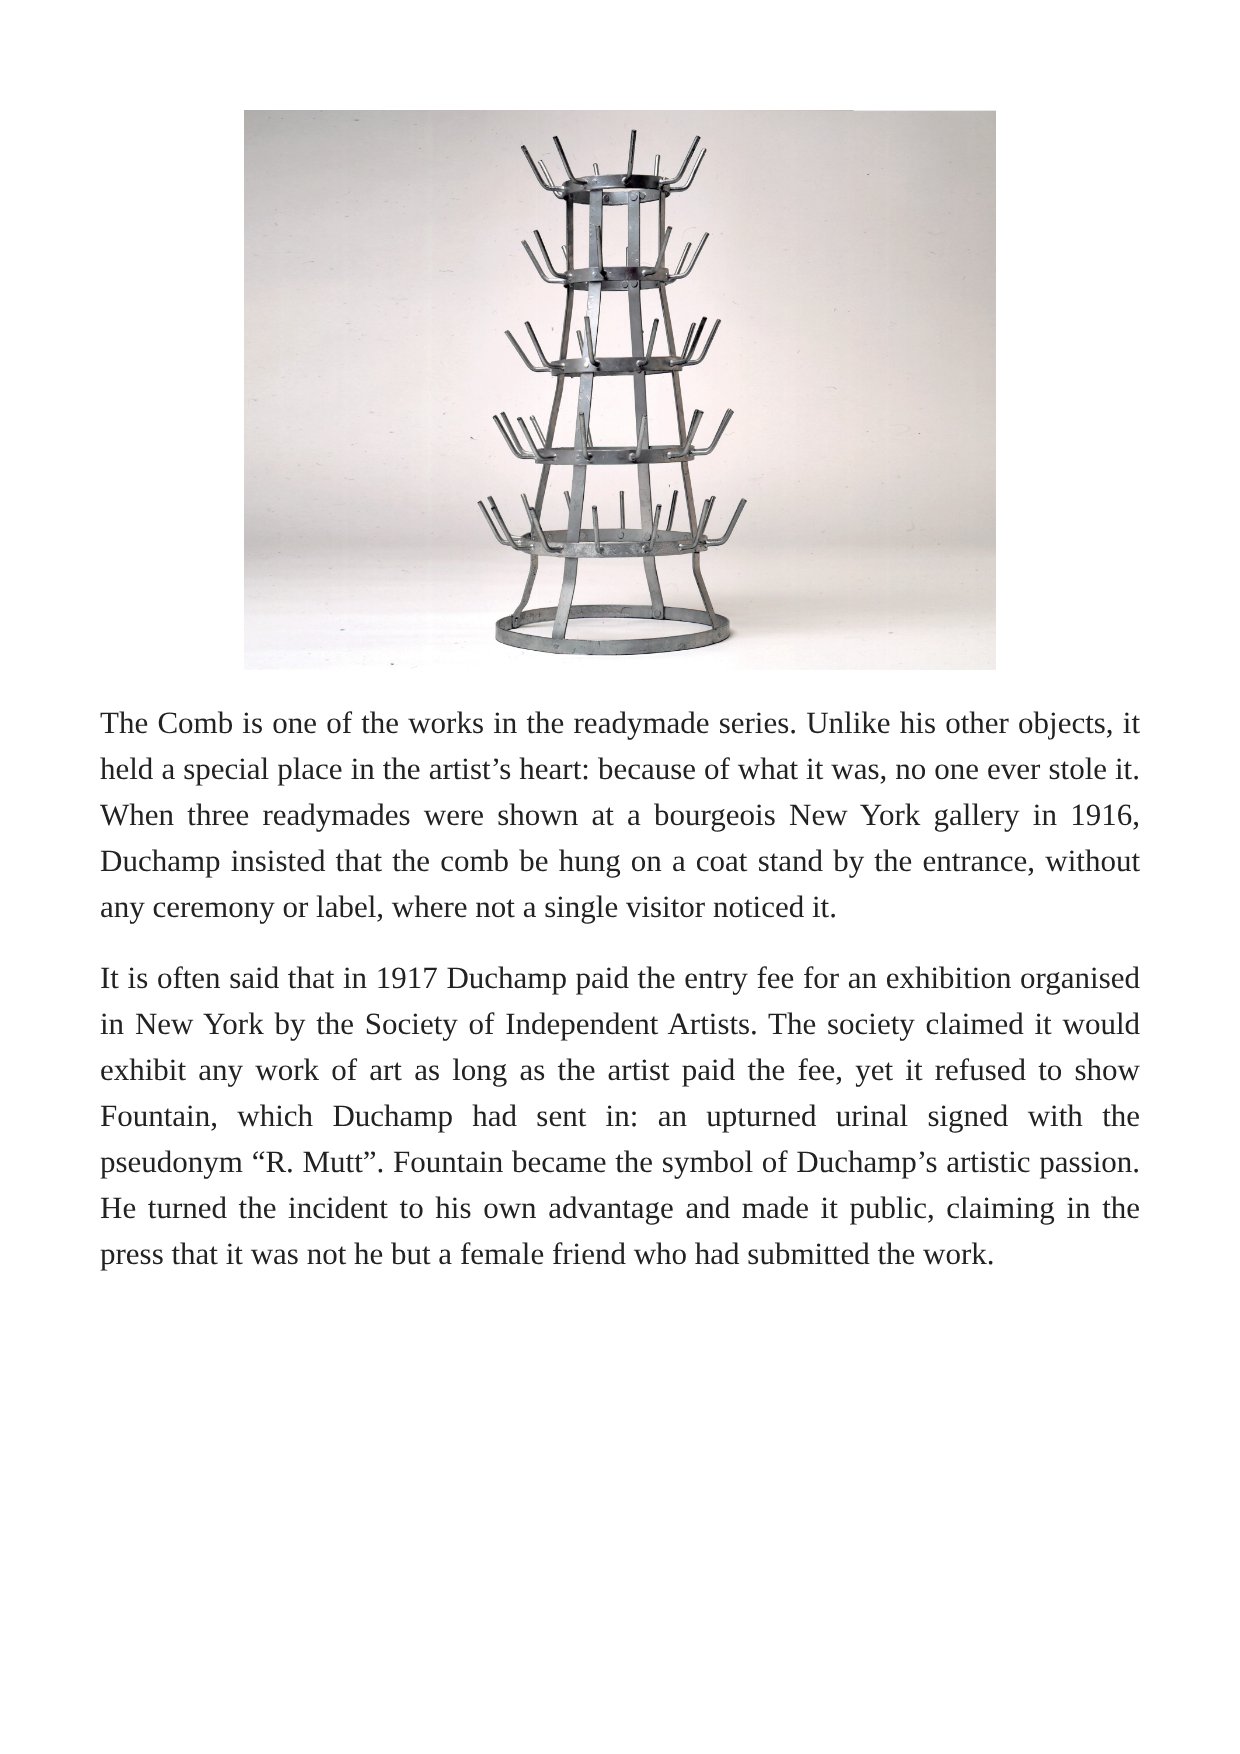 The Comb is one of the works in the readymade series. Unlike his other objects, it
held a special place in the artist’s heart: because of what it was, no one ever stole it.
When three readymades were shown at a bourgeois New York gallery in 1916,
Duchamp insisted that the comb be hung on a coat stand by the entrance, without
any ceremony or label, where not a single visitor noticed it.
It is often said that in 1917 Duchamp paid the entry fee for an exhibition organised
in New York by the Society of Independent Artists. The society claimed it would
exhibit any work of art as long as the artist paid the fee, yet it refused to show
Fountain, which Duchamp had sent in: an upturned urinal signed with the
pseudonym “R. Mutt”. Fountain became the symbol of Duchamp’s artistic passion.
He turned the incident to his own advantage and made it public, claiming in the
press that it was not he but a female friend who had submitted the work.